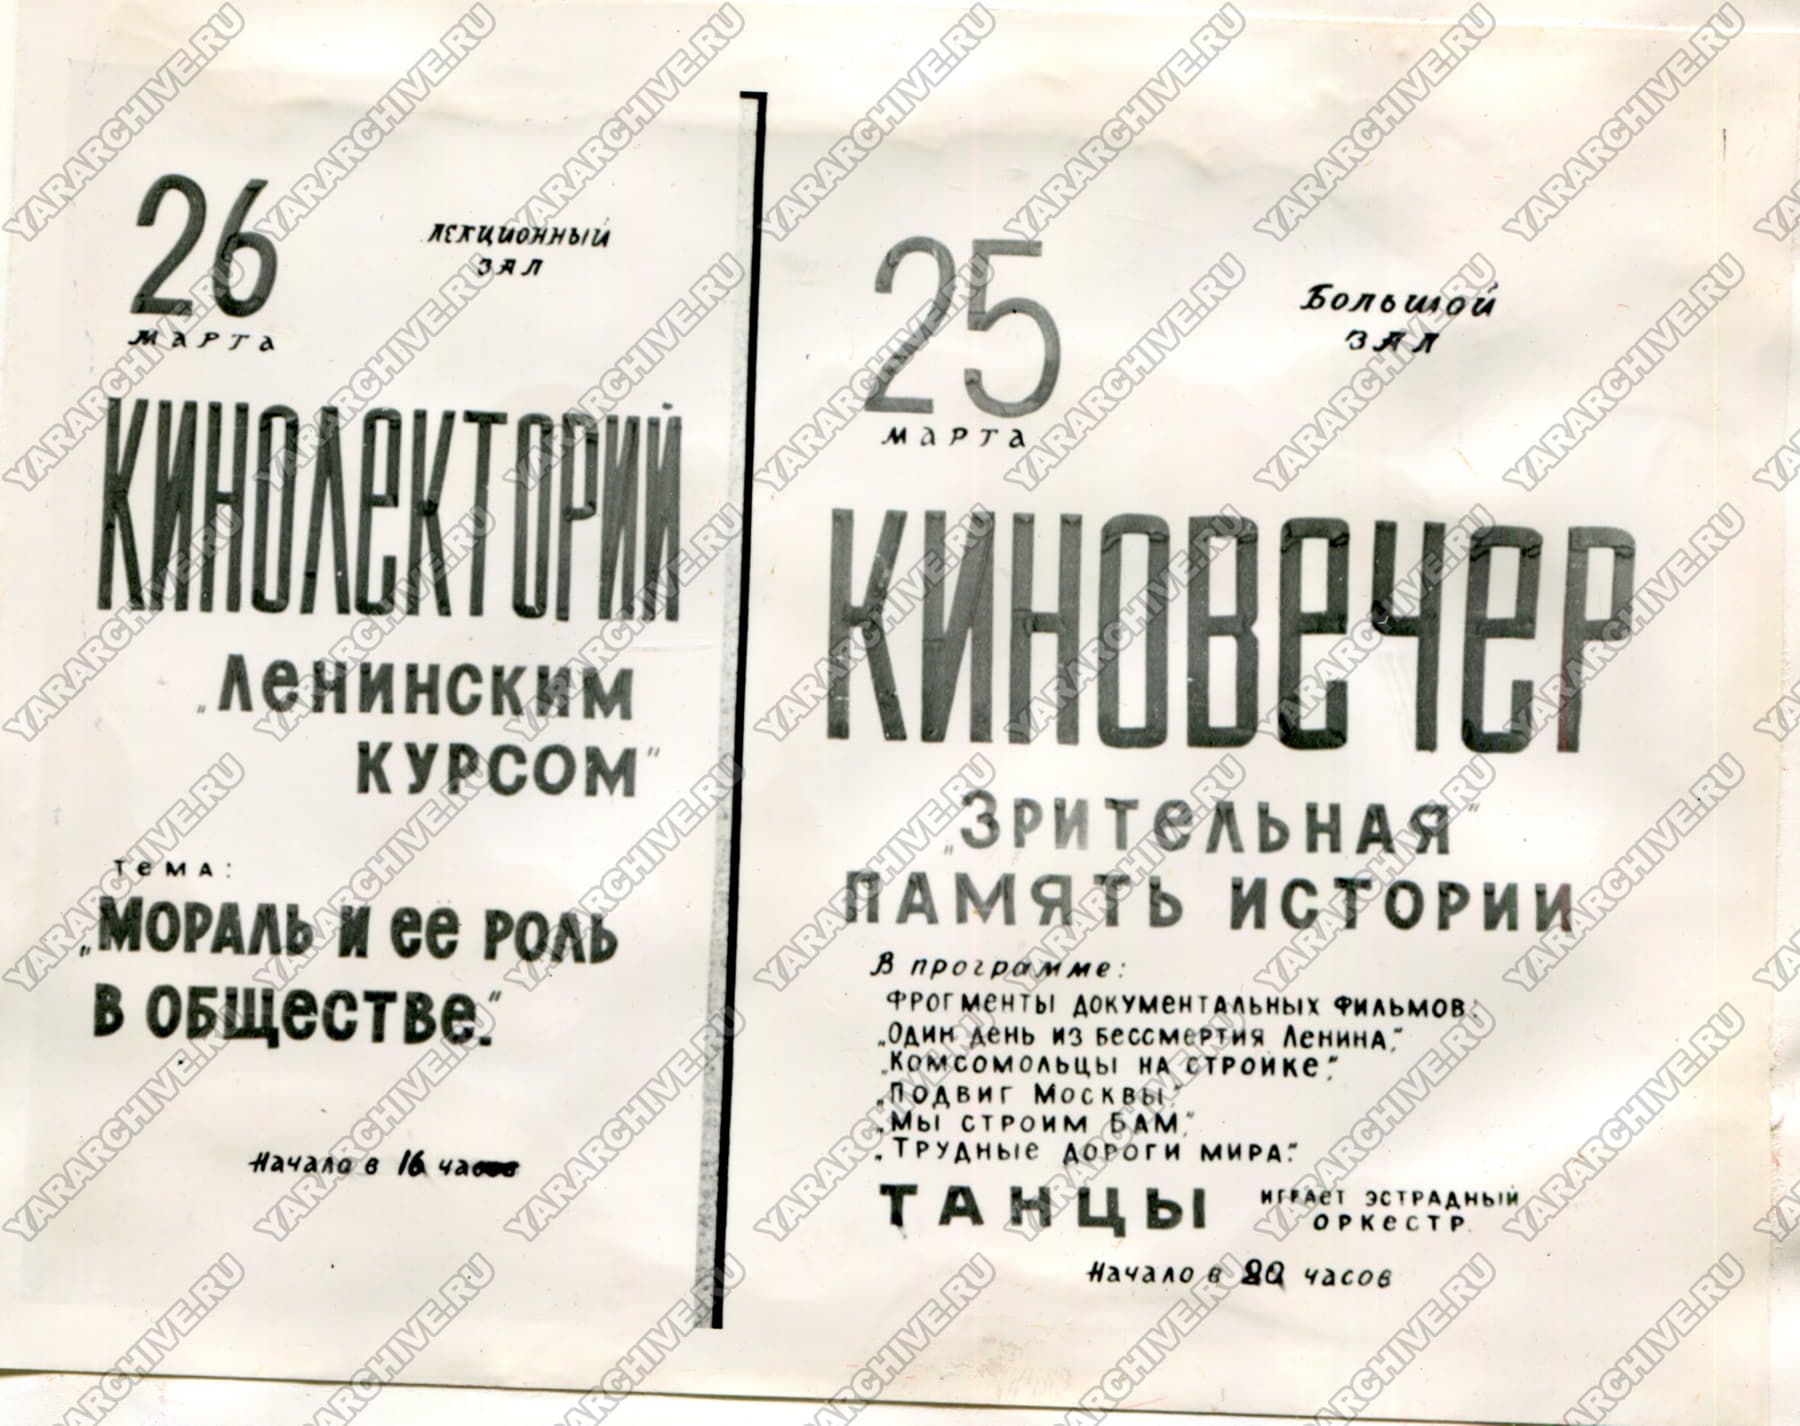 26
МАРТА
ЛЕКЦИОННЫЙ
ЗАЛ
КИНОЛЕКТОРИЙ
„ЛЕНИНСКИМ
КУРСОМ"
ТЕМА:
„МОРАЛЬ И ЕЁ РОЛЬ
В ОБЩЕСТВЕ."
Начало в 16 часов
25
МАРТА
БОЛЬШОЙ
ЗАЛ
КИНОВЕЧЕР
„ЗРИТЕЛЬНАЯ"
ПАМЯТЬ ИСТОРИИ
В программе:
ФРОГМЕНТЫ ДОКУМЕНТАЛЬНЫХ ФИЛЬМОВ:
„ОДИН ДЕНЬ ИЗ БЕССМЕРТИЯ ЛЕНИНА",
„КОМСОМОЛЬЦЫ НА СТРОЙКЕ",
„ПОДВИГ МОСКВЫ",
„МЫ СТРОИМ БАМ",
„ТРУДНЫЕ ДОРОГИ МИРА".
ТАНЦЫ
ИГРАЕТ ЭСТРАДНЫЙ
ОРКЕСТР.
Начало в 20 часов
YARARCHIVE.RU